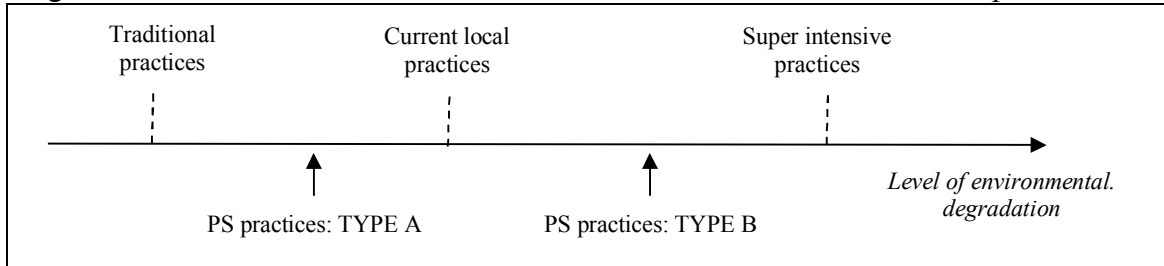 Traditional
practices
Current local
practices
Super intensive
practices
Level of environmental.
degradation
PS practices: TYPE A
PS practices: TYPE B